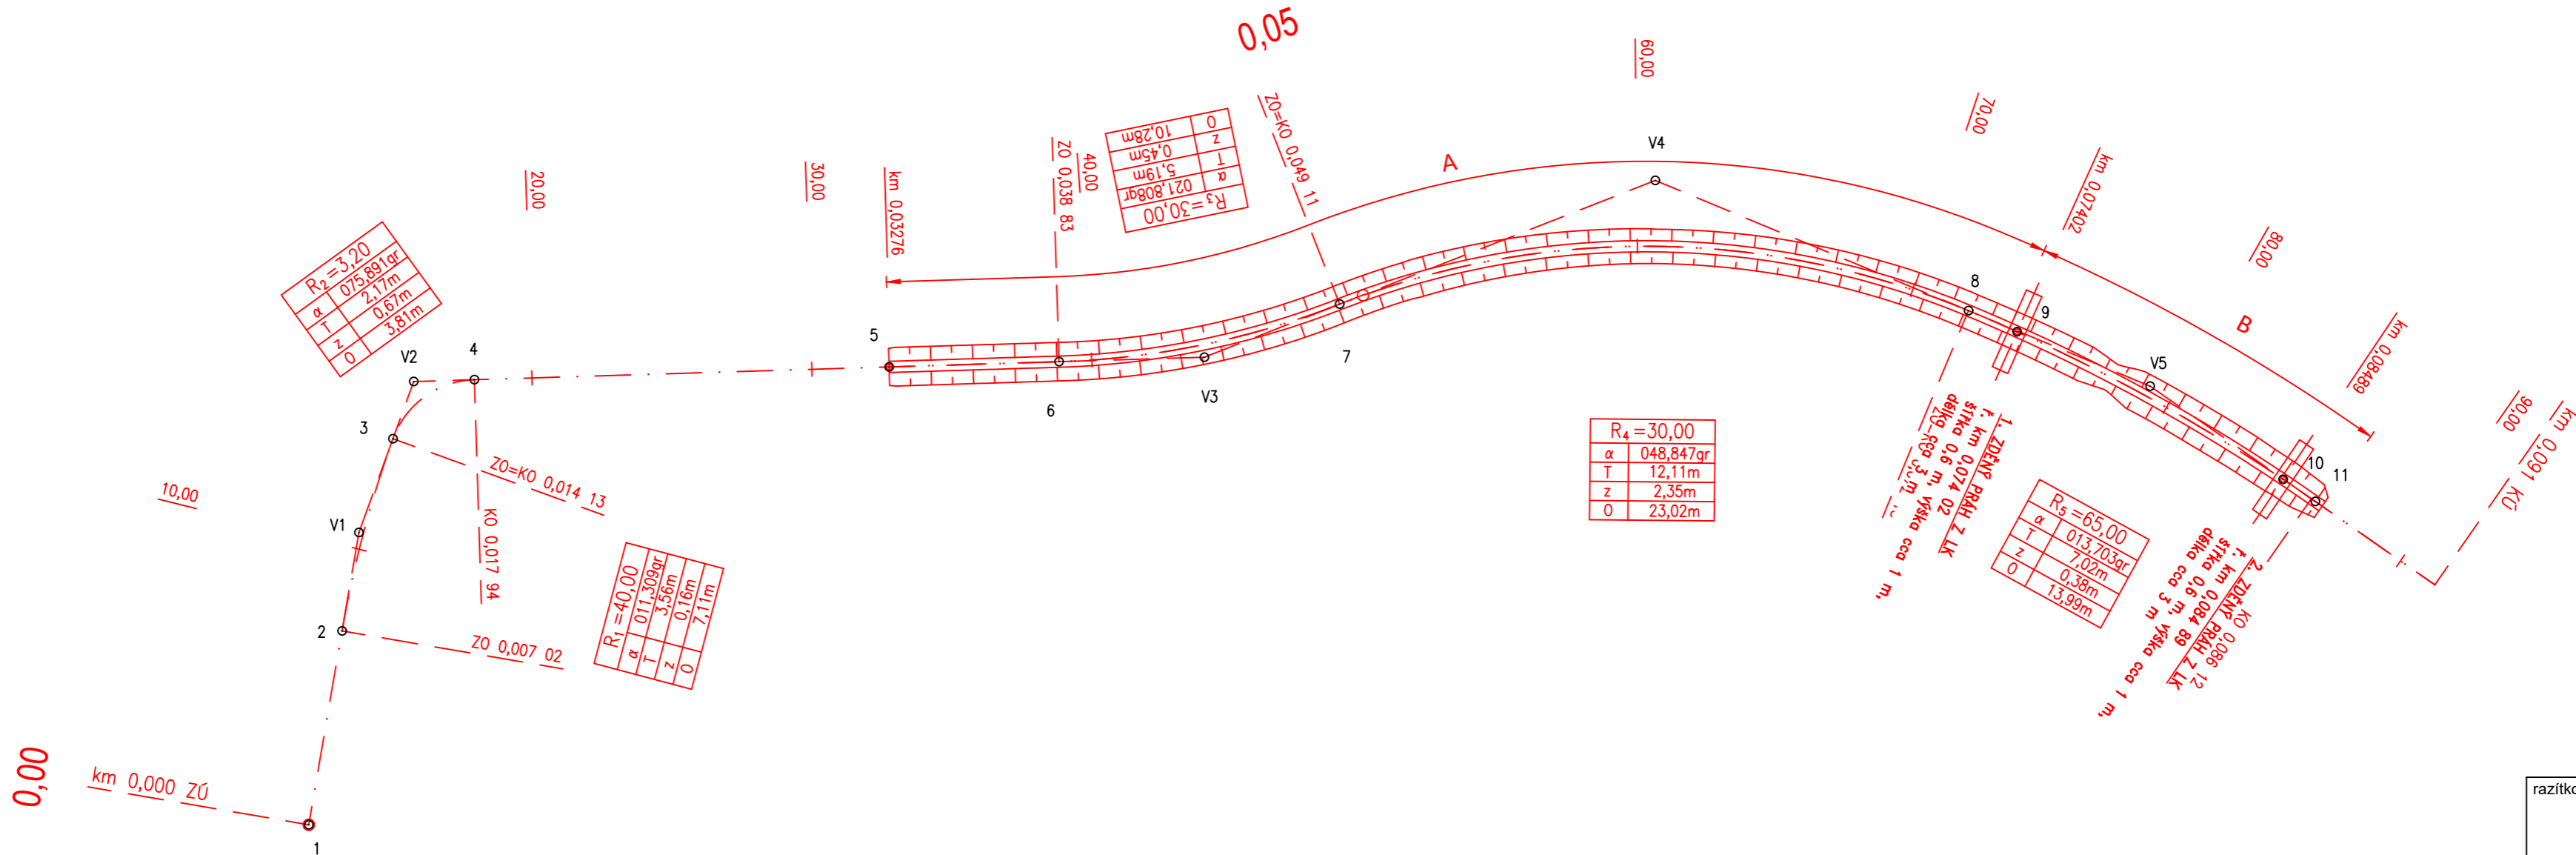 0,05
60,00
70,00
V4
A
km 0,07402
80,00
B
km 0,08489
90,00
km 0,091 KÚ
ZO=KO 0,049 11
R₃=30,00
α 021,808gr
T 5,19m
z 0,45m
O 10,28m
40,00
ZO 0,038 83
km 0,03276
30,00
20,00
R₂=3,20
α 075,891gr
T 2,17m
z 0,67m
O 3,81m
V2
4
5
6
V3
7
8
9
V5
10
11
3
ZO=KO 0,014 13
10,00
V1
KO 0,017 94
2
ZO 0,007 02
R₁=40,00
α 011,309gr
T 3,56m
z 0,16m
O 7,11m
R₄=30,00
α 048,847gr
T 12,11m
z 2,35m
O 23,02m
1. ZDĚNÝ PRÁH Z LK
ř. km 0,074 02
šířka 0,6 m, výška cca 1 m,
délka cca 3 m
R₅=65,00
α 013,703gr
T 7,02m
z 0,38m
O 13,99m
KO 0,086 12
2. ZDĚNÝ PRÁH Z LK
ř. km 0,084 89
šířka 0,6 m, výška cca 1 m,
délka cca 3 m
0,00
km 0,000 ZÚ
1